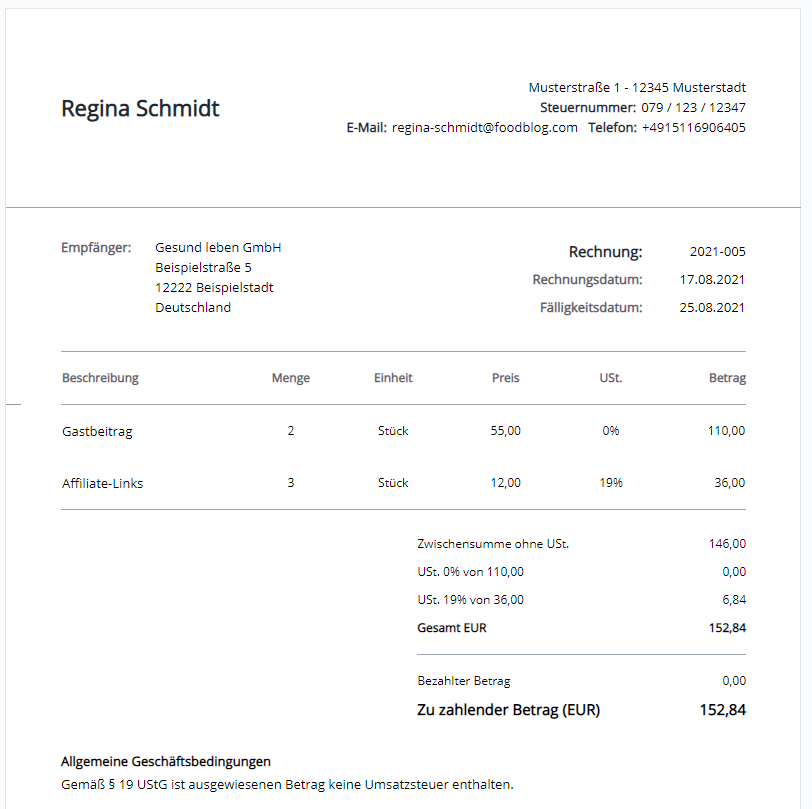 Regina Schmidt
Musterstraße 1 - 12345 Musterstadt
Steuernummer: 079 / 123 / 12347
E-Mail: regina-schmidt@foodblog.com Telefon: +4915116906405
Empfänger: Gesund leben GmbH
Beispielstraße 5
12222 Beispielstadt
Deutschland
Rechnung: 2021-005
Rechnungsdatum: 17.08.2021
Fälligkeitsdatum: 25.08.2021
Beschreibung Menge Einheit Preis USt. Betrag
Gastbeitrag 2 Stück 55,00 0% 110,00
Affiliate-Links 3 Stück 12,00 19% 36,00
Zwischensumme ohne USt. 146,00
USt. 0% von 110,00 0,00
USt. 19% von 36,00 6,84
Gesamt EUR 152,84
Bezahlter Betrag 0,00
Zu zahlender Betrag (EUR) 152,84
Allgemeine Geschäftsbedingungen
Gemäß § 19 UStG ist ausgewiesenen Betrag keine Umsatzsteuer enthalten.